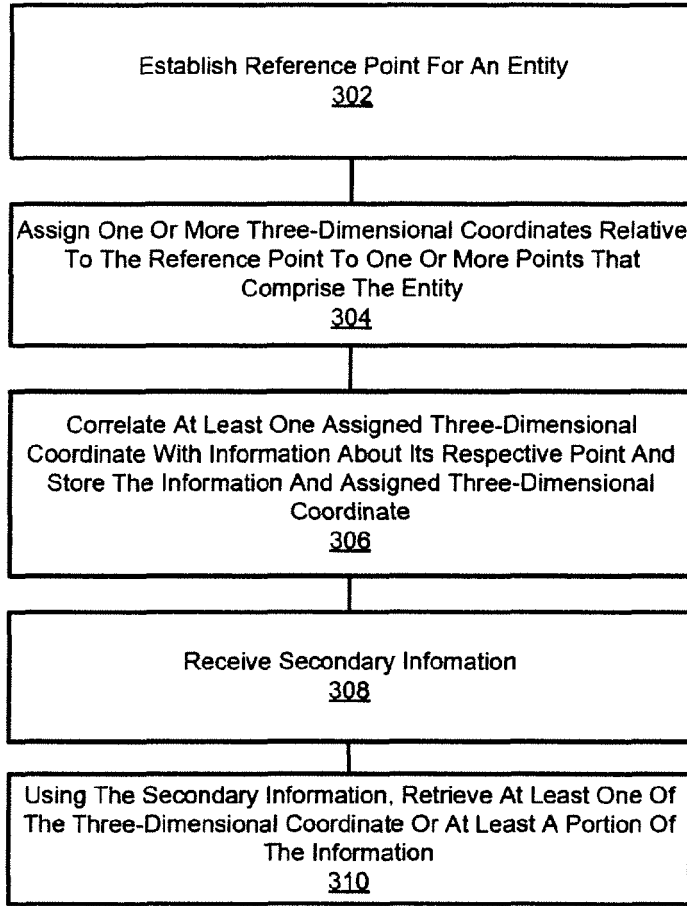 Establish Reference Point For An Entity
302
Assign One Or More Three-Dimensional Coordinates Relative
To The Reference Point To One Or More Points That
Comprise The Entity
304
Correlate At Least One Assigned Three-Dimensional
Coordinate With Information About Its Respective Point And
Store The Information And Assigned Three-Dimensional
Coordinate
306
Receive Secondary Infomation
308
Using The Secondary Information, Retrieve At Least One Of
The Three-Dimensional Coordinate Or At Least A Portion Of
The Information
310